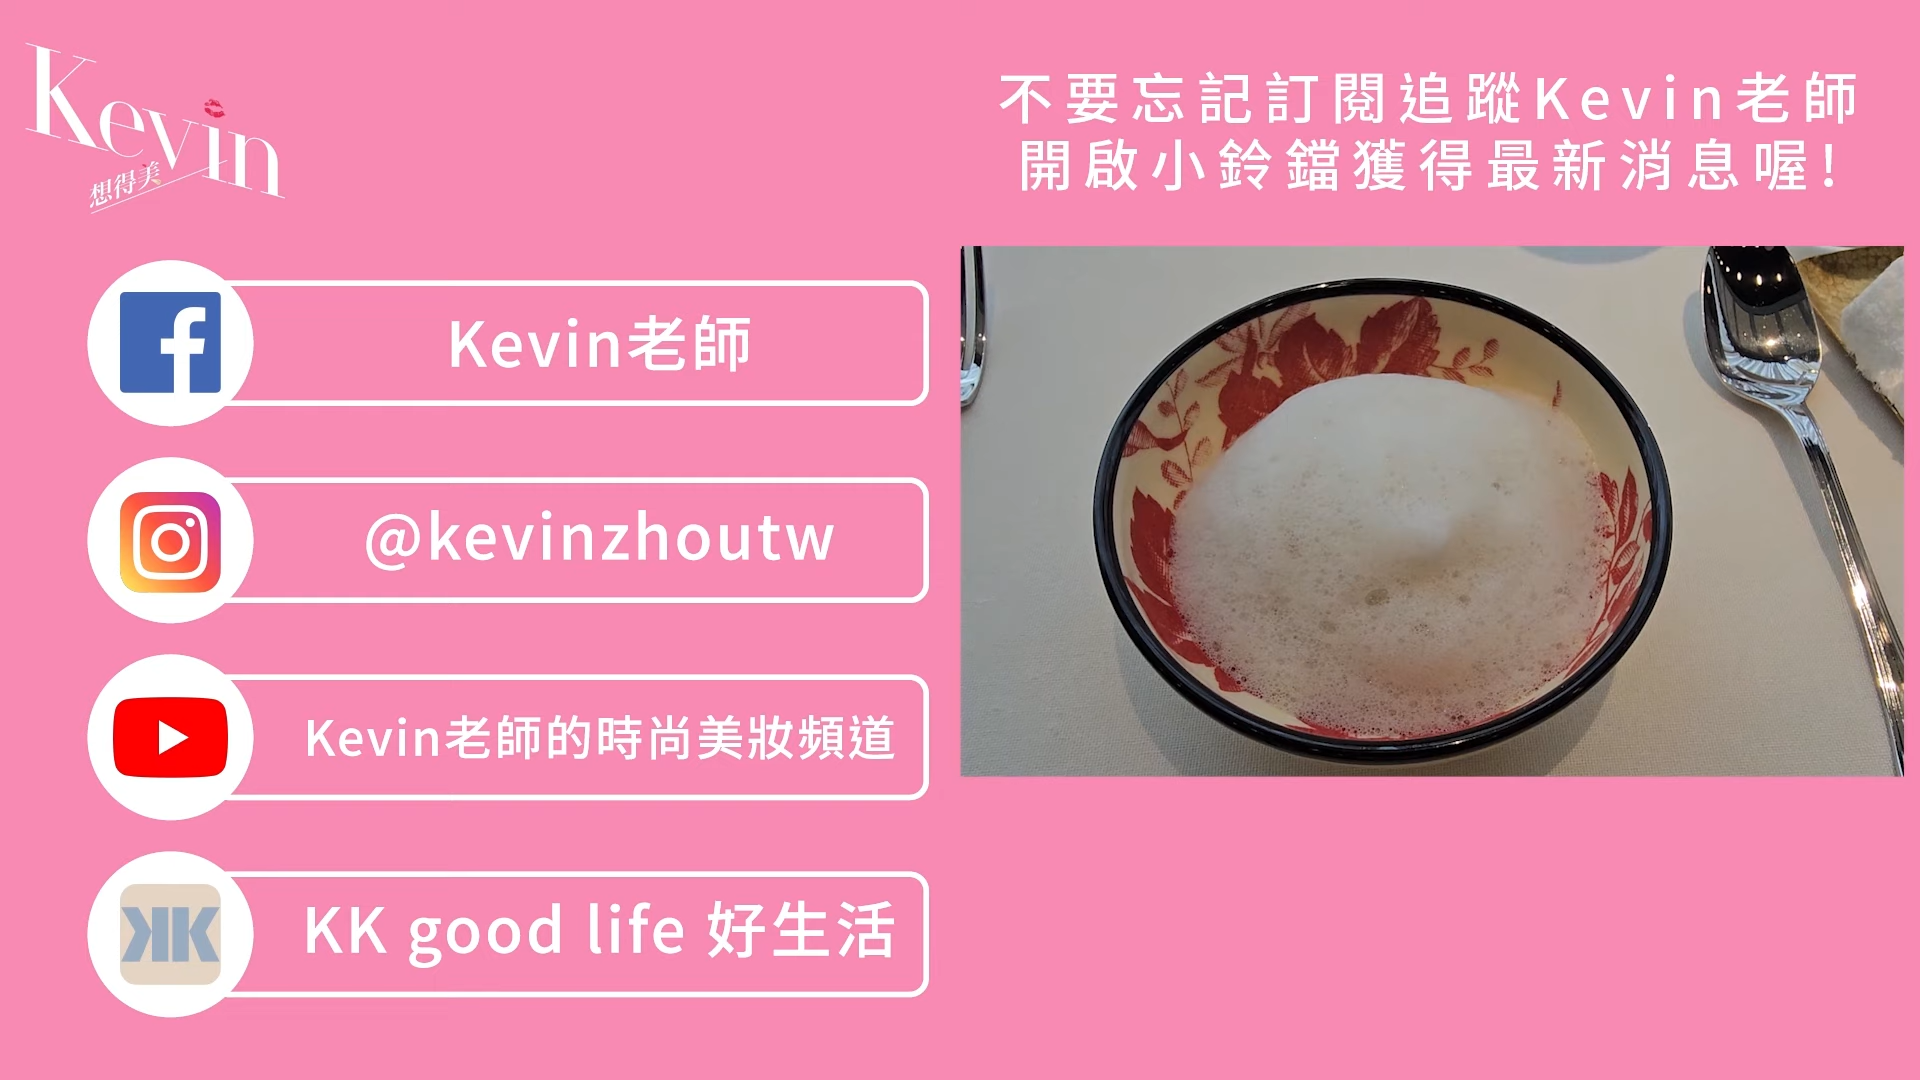 Kevin
想得美
不要忘記訂閱追蹤Kevin老師
開啟小鈴鐺獲得最新消息喔!
Kevin老師
@kevinzhoutw
Kevin老師的時尚美妝頻道
KK
KK good life 好生活